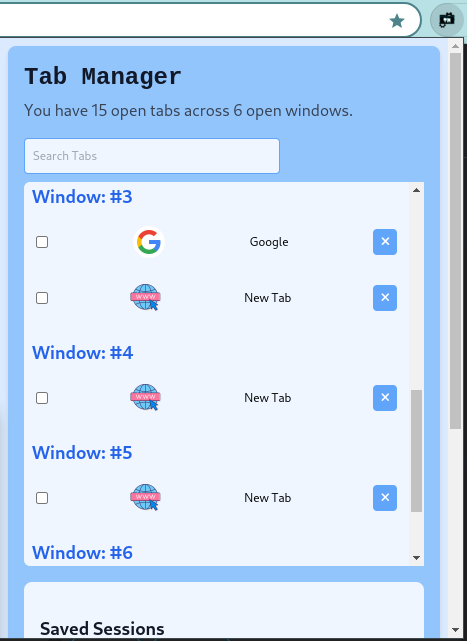 Tab Manager
You have 15 open tabs across 6 open windows.
Search Tabs
Window: #3
Google
New Tab
Window: #4
New Tab
Window: #5
New Tab
Window: #6
Saved Sessions